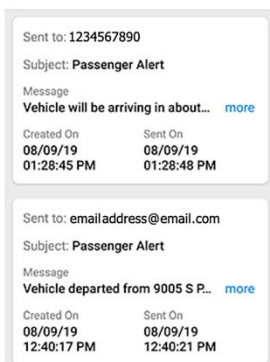 Sent to: 1234567890
Subject: Passenger Alert
Message
Vehicle will be arriving in about... more
Created On Sent On
08/09/19 08/09/19
01:28:45 PM 01:28:48 PM
Sent to: emailaddress@email.com
Subject: Passenger Alert
Message
Vehicle departed from 9005 S P... more
Created On Sent On
08/09/19 08/09/19
12:40:17 PM 12:40:21 PM